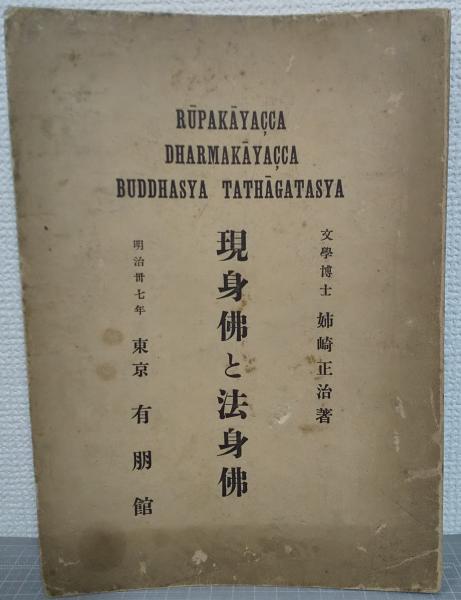 RŪPAKĀYAÇCA
DHARMAKĀYAÇCA
BUDDHASYA TATHĀGATASYA
文學博士 姉崎正治著
現身佛と法身佛
明治卅七年 東京 有朋館